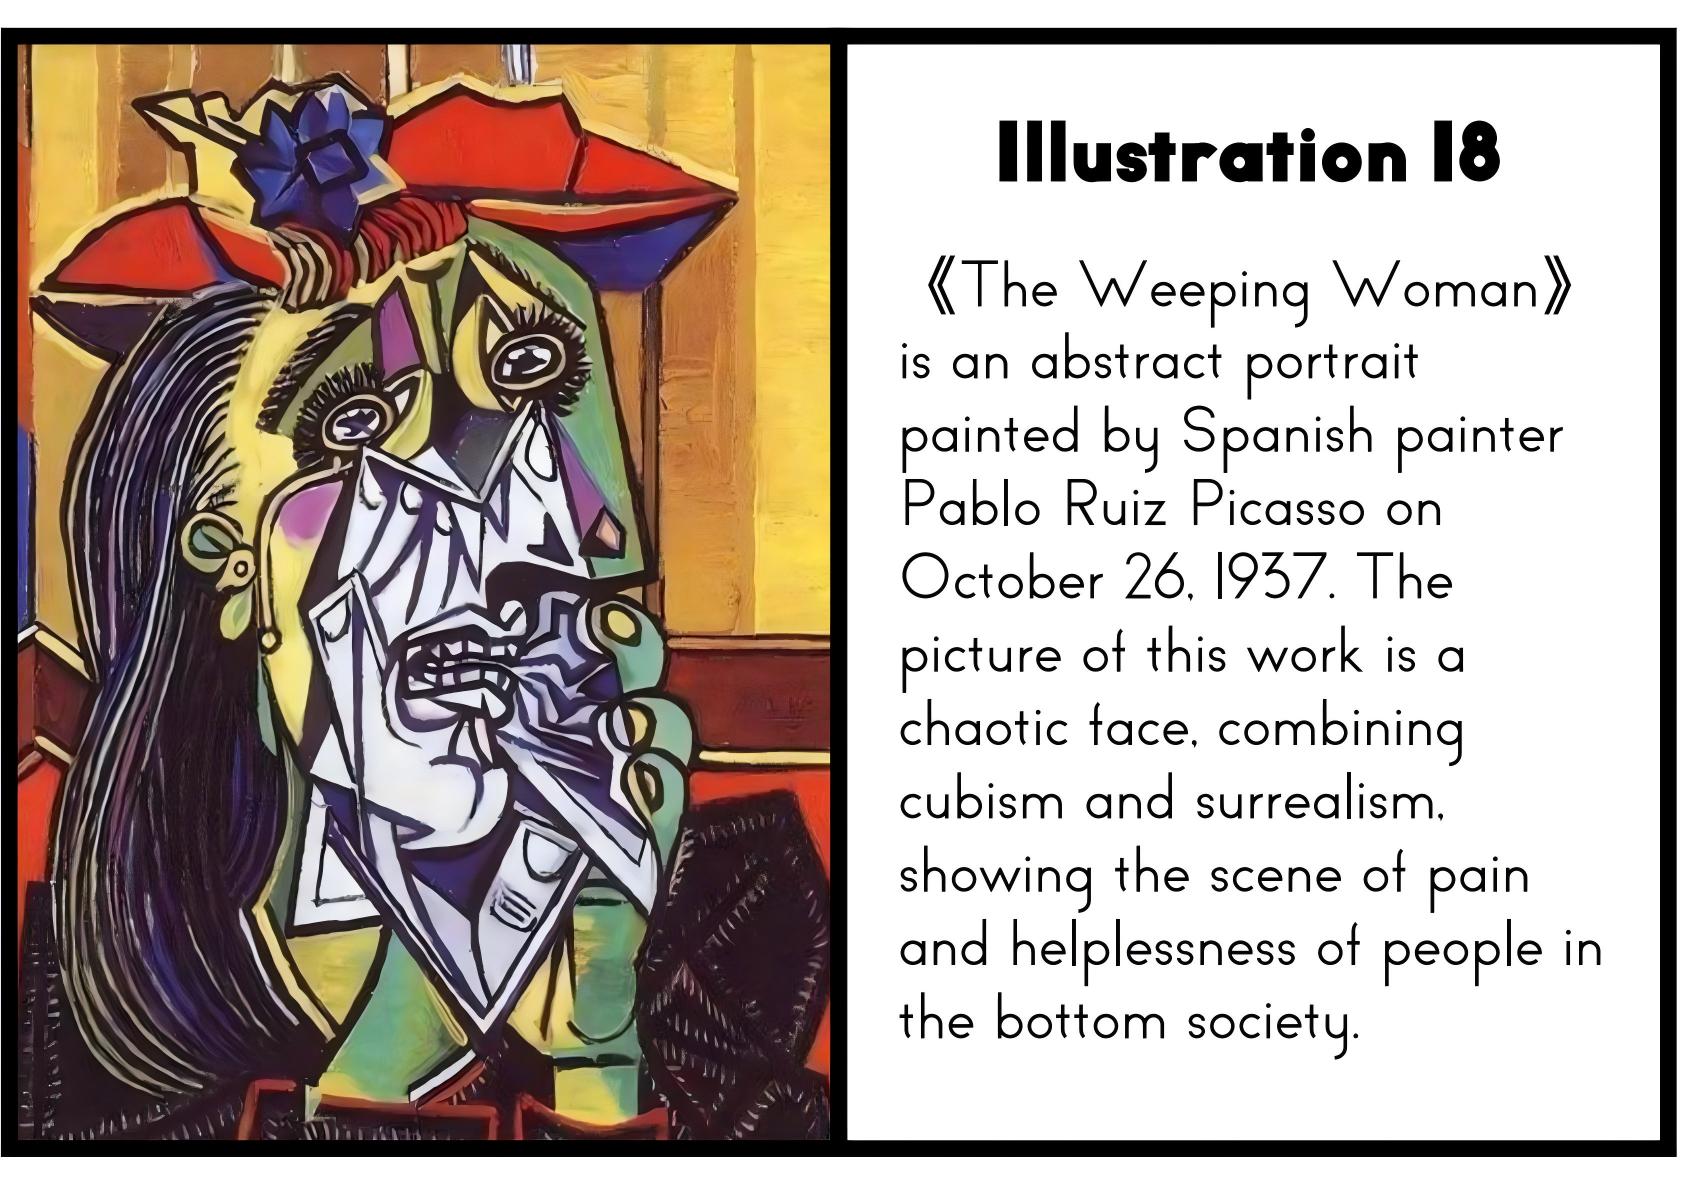 Illustration 18
《The Weeping Woman》
is an abstract portrait
painted by Spanish painter
Pablo Ruiz Picasso on
October 26, 1937. The
picture of this work is a
chaotic face, combining
cubism and surrealism,
showing the scene of pain
and helplessness of people in
the bottom society.